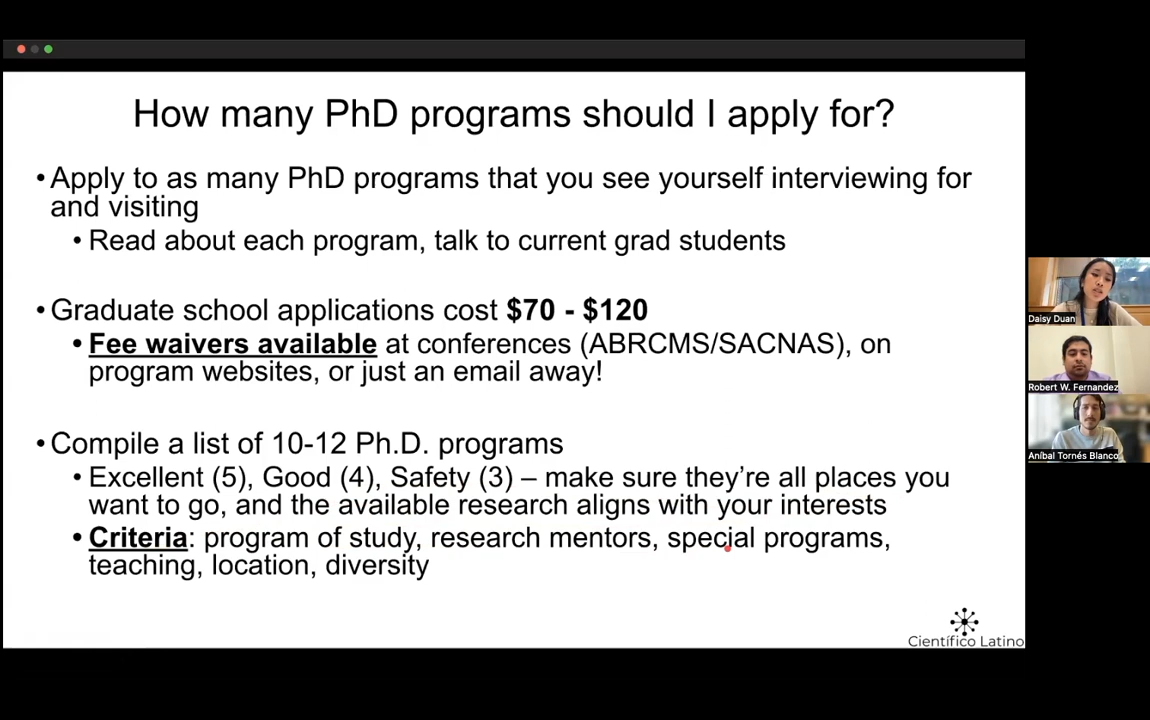 How many PhD programs should I apply for?
•Apply to as many PhD programs that you see yourself interviewing for
and visiting
• Read about each program, talk to current grad students
•Graduate school applications cost $70 - $120
• Fee waivers available at conferences (ABRCMS/SACNAS), on
program websites, or just an email away!
•Compile a list of 10-12 Ph.D. programs
• Excellent (5), Good (4), Safety (3) – make sure they’re all places you
want to go, and the available research aligns with your interests
• Criteria: program of study, research mentors, special programs,
teaching, location, diversity
Científico Latino
Daisy Duan
Robert W. Fernandez
Aníbal Tornés Blanco